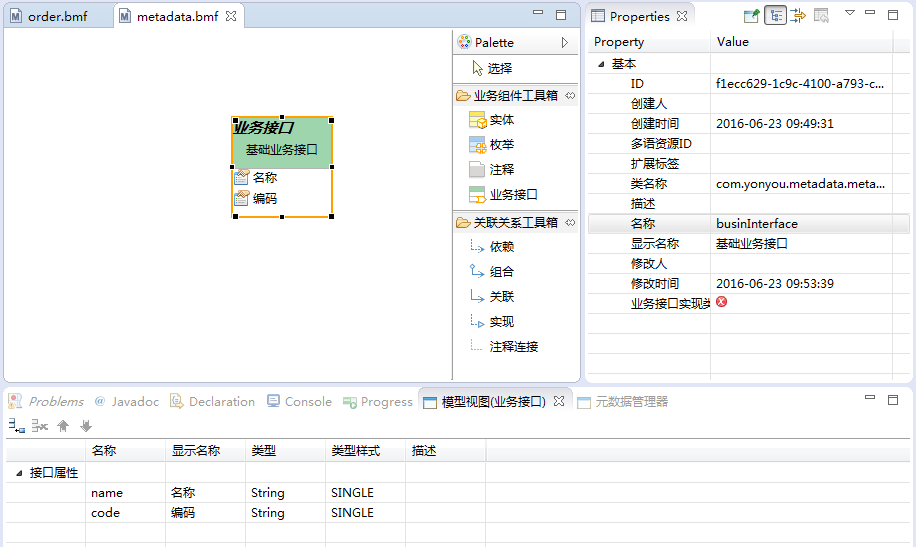 order.bmf
metadata.bmf
业务接口
基础业务接口
名称
编码
Palette
选择
业务组件工具箱
实体
枚举
注释
业务接口
关联关系工具箱
依赖
组合
关联
实现
注释连接
Properties
Property Value
基本
ID f1ecc629-1c9c-4100-a793-c...
创建人
创建时间 2016-06-23 09:49:31
多语资源ID
扩展标签
类名称 com.yonyou.metadata.meta...
描述
名称 businInterface
显示名称 基础业务接口
修改人
修改时间 2016-06-23 09:53:39
业务接口实现类
Problems @ Javadoc Declaration Console Progress 模型视图(业务接口) 元数据管理器
名称 显示名称 类型 类型样式 描述
接口属性
name 名称 String SINGLE
code 编码 String SINGLE